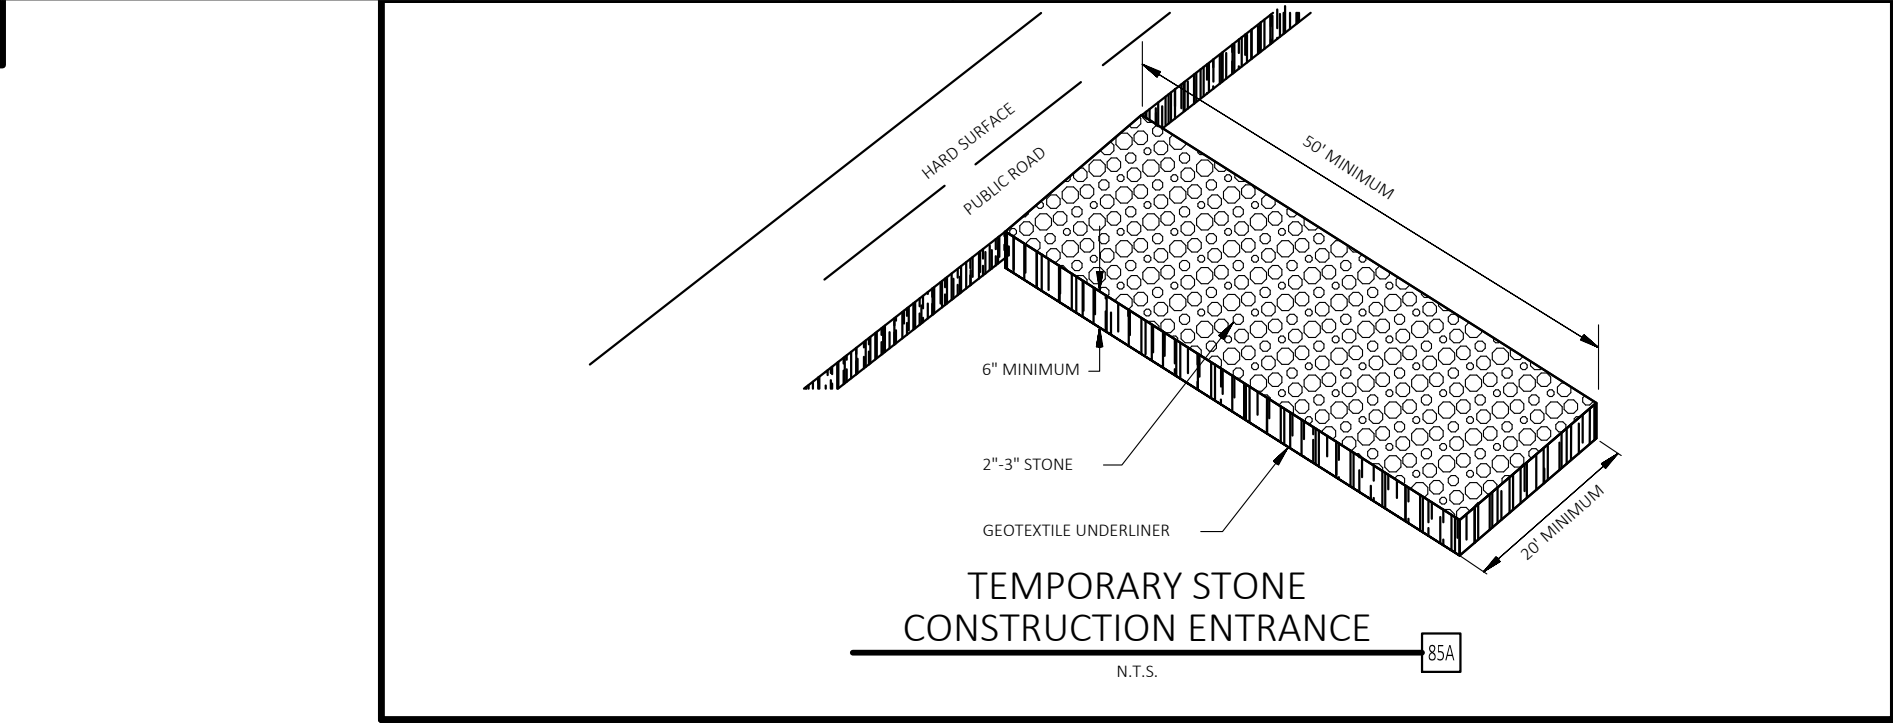 HARD SURFACE
PUBLIC ROAD
50' MINIMUM
6" MINIMUM
2"-3" STONE
GEOTEXTILE UNDERLINER
20' MINIMUM
TEMPORARY STONE
CONSTRUCTION ENTRANCE
85A
N.T.S.